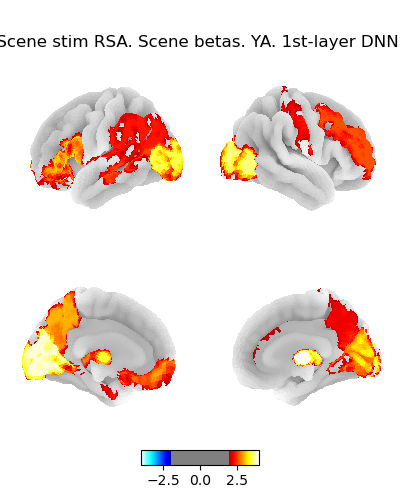 Scene stim RSA. Scene betas. YA. 1st-layer DNN
−2.5 0.0 2.5